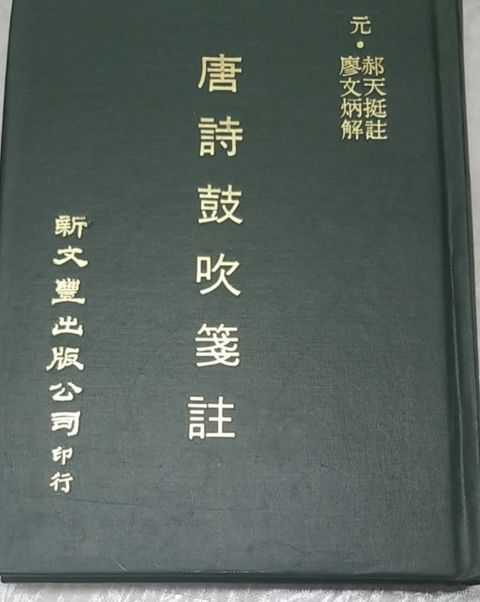 元・郝天挺註
廖文炳解
唐詩鼓吹箋註
新文豐出版公司印行